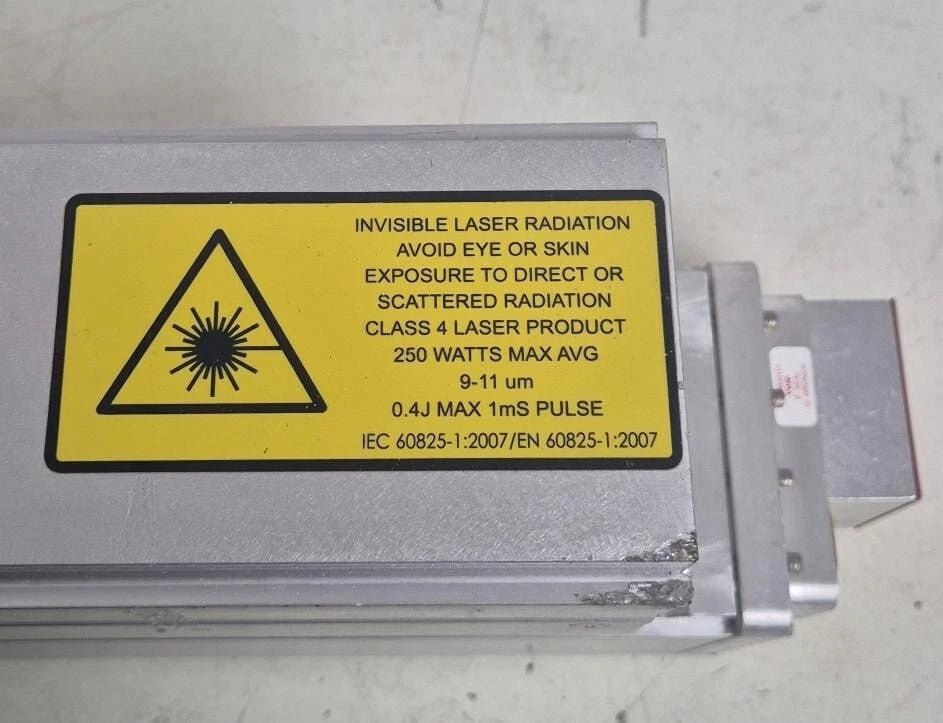 INVISIBLE LASER RADIATION
AVOID EYE OR SKIN
EXPOSURE TO DIRECT OR
SCATTERED RADIATION
CLASS 4 LASER PRODUCT
250 WATTS MAX AVG
9-11 um
0.4J MAX 1mS PULSE
IEC 60825-1:2007/EN 60825-1:2007